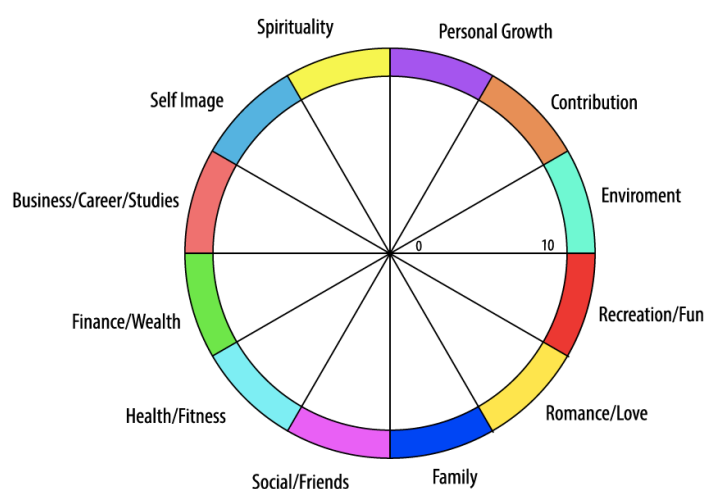 Spirituality
Personal Growth
Self Image
Contribution
Business/Career/Studies
Enviroment
0
10
Finance/Wealth
Recreation/Fun
Health/Fitness
Romance/Love
Social/Friends
Family